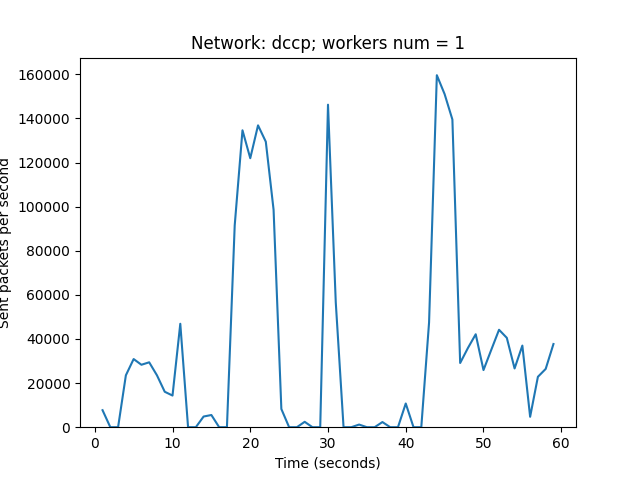 Network: dccp; workers num = 1
Sent packets per second
160000
140000
120000
100000
80000
60000
40000
20000
0
0 10 20 30 40 50 60
Time (seconds)